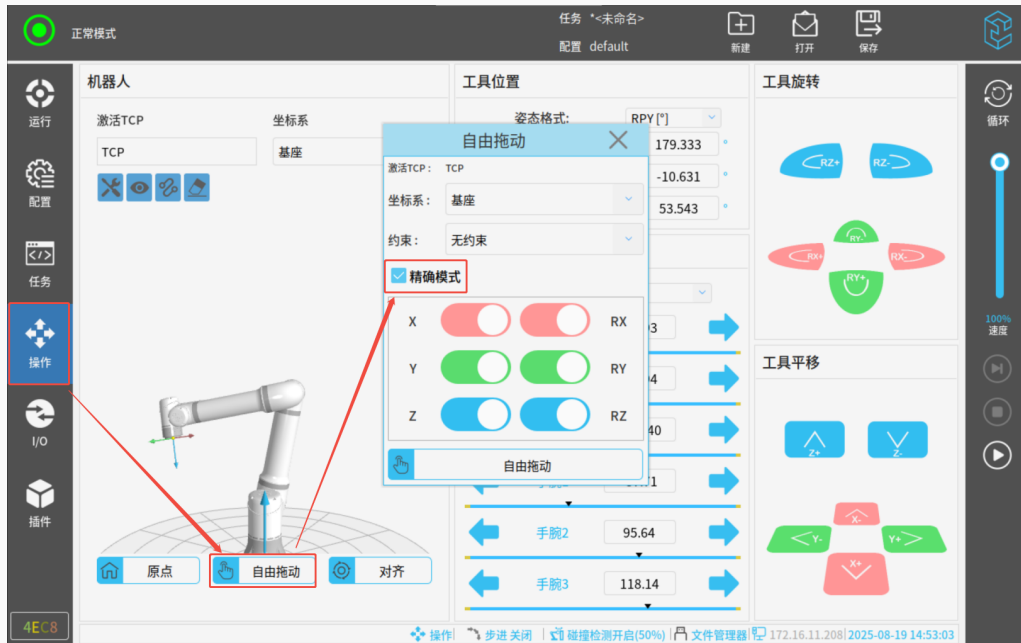 正常模式
任务 *<未命名>
配置 default
新建
打开
保存
运行
配置
任务
操作
I/O
插件
4EC8
机器人
激活TCP
坐标系
TCP
基座
原点
自由拖动
对齐
工具位置
姿态格式:
RPY[°]
179.333 °
-10.631 °
53.543 °
自由拖动
激活TCP: TCP
坐标系: 基座
约束: 无约束
精确模式
X RX
Y RY
Z RZ
自由拖动
手腕2 95.64
手腕3 118.14
工具旋转
RZ+ RZ-
RY-
RX+ RX-
RY+
工具平移
Z+ Z-
X-
Y- Y+
X+
循环
100%
速度
操作 步进 关闭 碰撞检测开启(50%) 文件管理器 172.16.11.208 2025-08-19 14:53:03